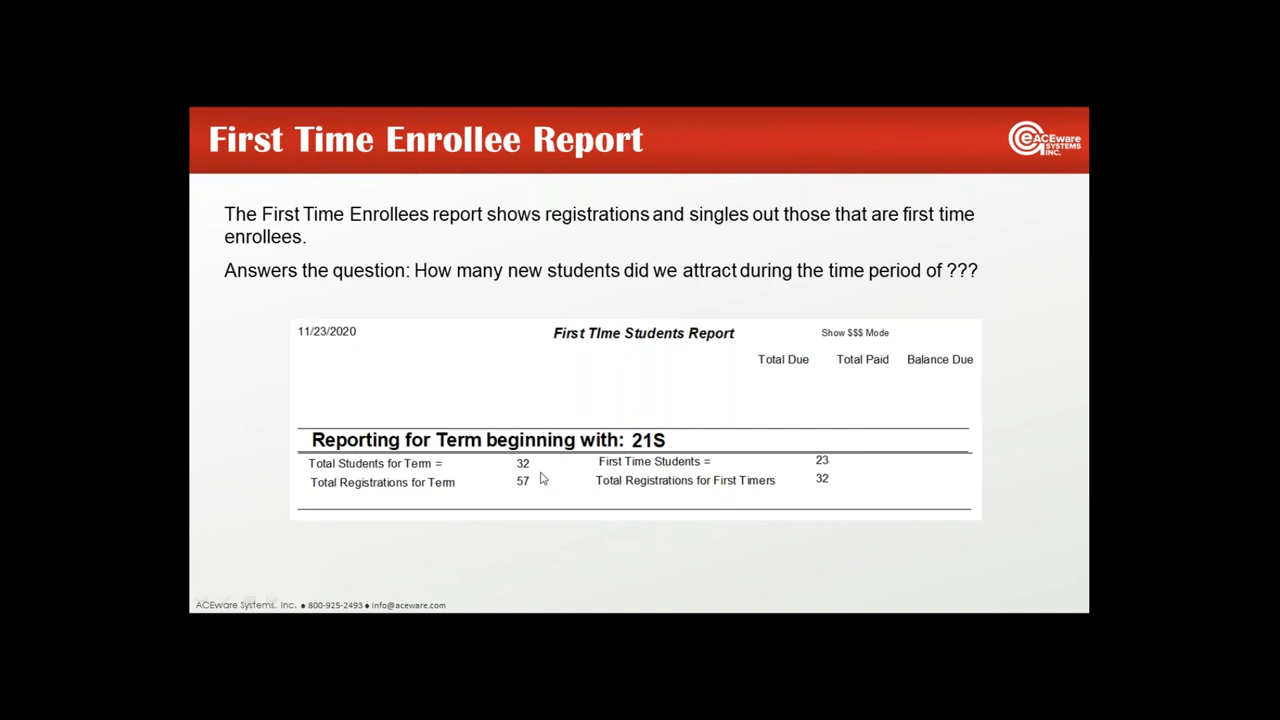 First Time Enrollee Report
eACEware
SYSTEMS
INC.
The First Time Enrollees report shows registrations and singles out those that are first time
enrollees.
Answers the question: How many new students did we attract during the time period of ???
11/23/2020 First TIme Students Report Show $$$ Mode
Total Due Total Paid Balance Due
Reporting for Term beginning with: 21S
Total Students for Term = 32 First Time Students = 23
Total Registrations for Term 57 Total Registrations for First Timers 32
ACEware Systems, Inc. ● 800-925-2493 ● info@aceware.com